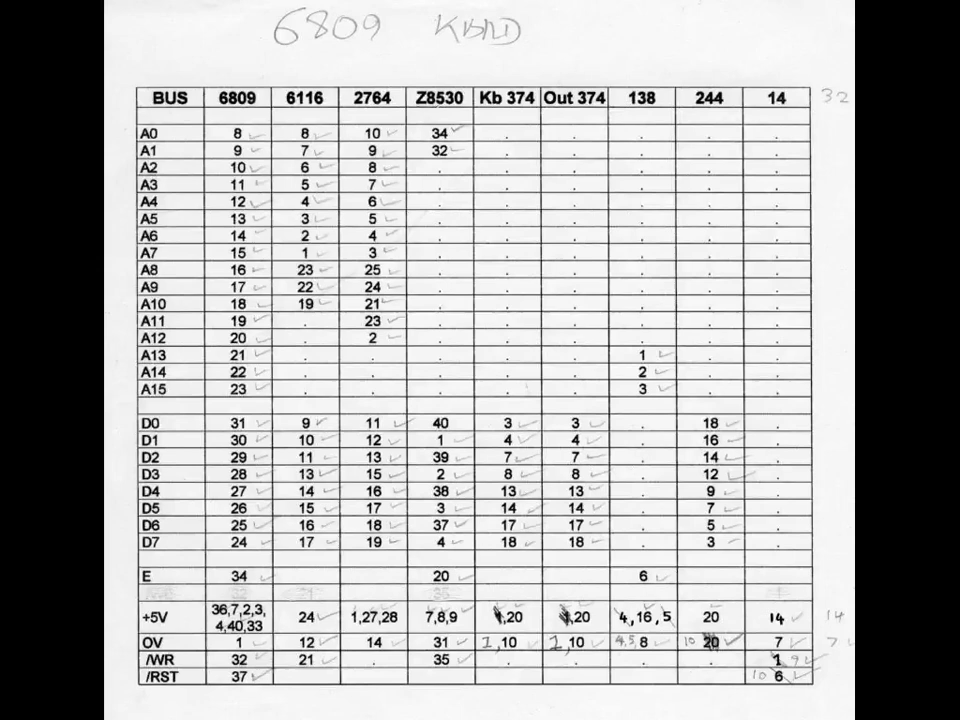 6809 KBND
BUS 6809 6116 2764 Z8530 Kb 374 Out 374 138 244 14 32
A0 8 8 10 34 . . . . .
A1 9 7 9 32 . . . . .
A2 10 6 8 . . . . . .
A3 11 5 7 . . . . . .
A4 12 4 6 . . . . . .
A5 13 3 5 . . . . . .
A6 14 2 4 . . . . . .
A7 15 1 3 . . . . . .
A8 16 23 25 . . . . . .
A9 17 22 24 . . . . . .
A10 18 19 21 . . . . . .
A11 19 . 23 . . . . . .
A12 20 . 2 . . . . . .
A13 21 . . . . . 1 . .
A14 22 . . . . . 2 . .
A15 23 . . . . . 3 . .
D0 31 9 11 40 3 3 . 18 .
D1 30 10 12 1 4 4 . 16 .
D2 29 11 13 39 7 7 . 14 .
D3 28 13 15 2 8 8 . 12 .
D4 27 14 16 38 13 13 . 9 .
D5 26 15 17 3 14 14 . 7 .
D6 25 16 18 37 17 17 . 5 .
D7 24 17 19 4 18 18 . 3 .
E 34 20 6
+5V 36,7,2,3, 24 1,27,28 7,8,9 ,20 ,20 4,16,5 20 14 14
4,40,33
OV 1 12 14 31 1,10 1,10 4,5 8 10 20 7 7
/WR 32 21 . 35 . . . . 1 9
/RST 37 10 6